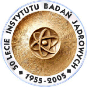 50 LECIE INSTYTUTU BADAŃ JĄDROWYCH
• 1955-2005 •